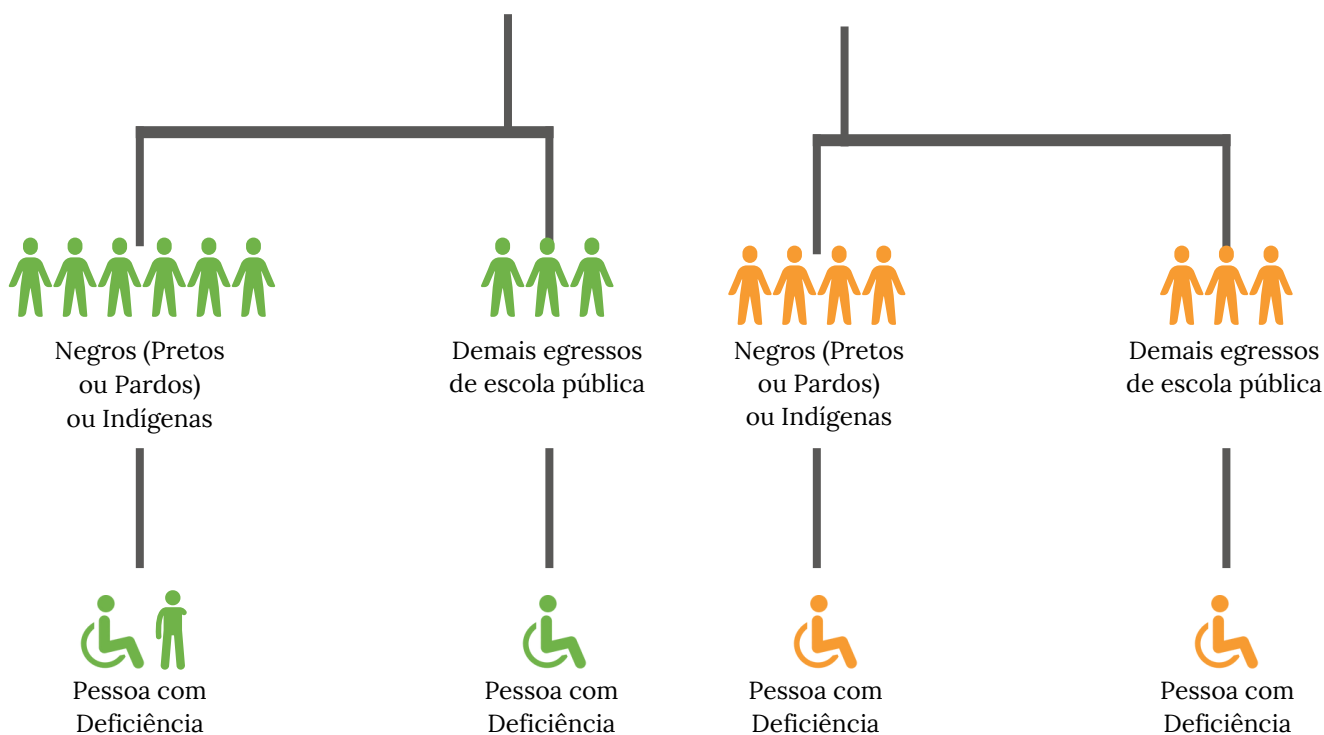 Negros (Pretos
ou Pardos)
ou Indígenas
Demais egressos
de escola pública
Negros (Pretos
ou Pardos)
ou Indígenas
Demais egressos
de escola pública
Pessoa com
Deficiência
Pessoa com
Deficiência
Pessoa com
Deficiência
Pessoa com
Deficiência